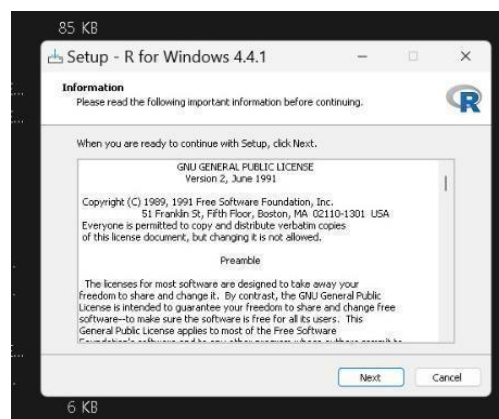 85 KB
Setup - R for Windows 4.4.1
Information
Please read the following important information before continuing.
R
When you are ready to continue with Setup, click Next.
GNU GENERAL PUBLIC LICENSE
Version 2, June 1991
Copyright (C) 1989, 1991 Free Software Foundation, Inc.
51 Franklin St, Fifth Floor, Boston, MA 02110-1301 USA
Everyone is permitted to copy and distribute verbatim copies
of this license document, but changing it is not allowed.
Preamble
The licenses for most software are designed to take away your
freedom to share and change it. By contrast, the GNU General Public
License is intended to guarantee your freedom to share and change free
software--to make sure the software is free for all its users. This
General Public License applies to most of the Free Software
Next
Cancel
6 KB